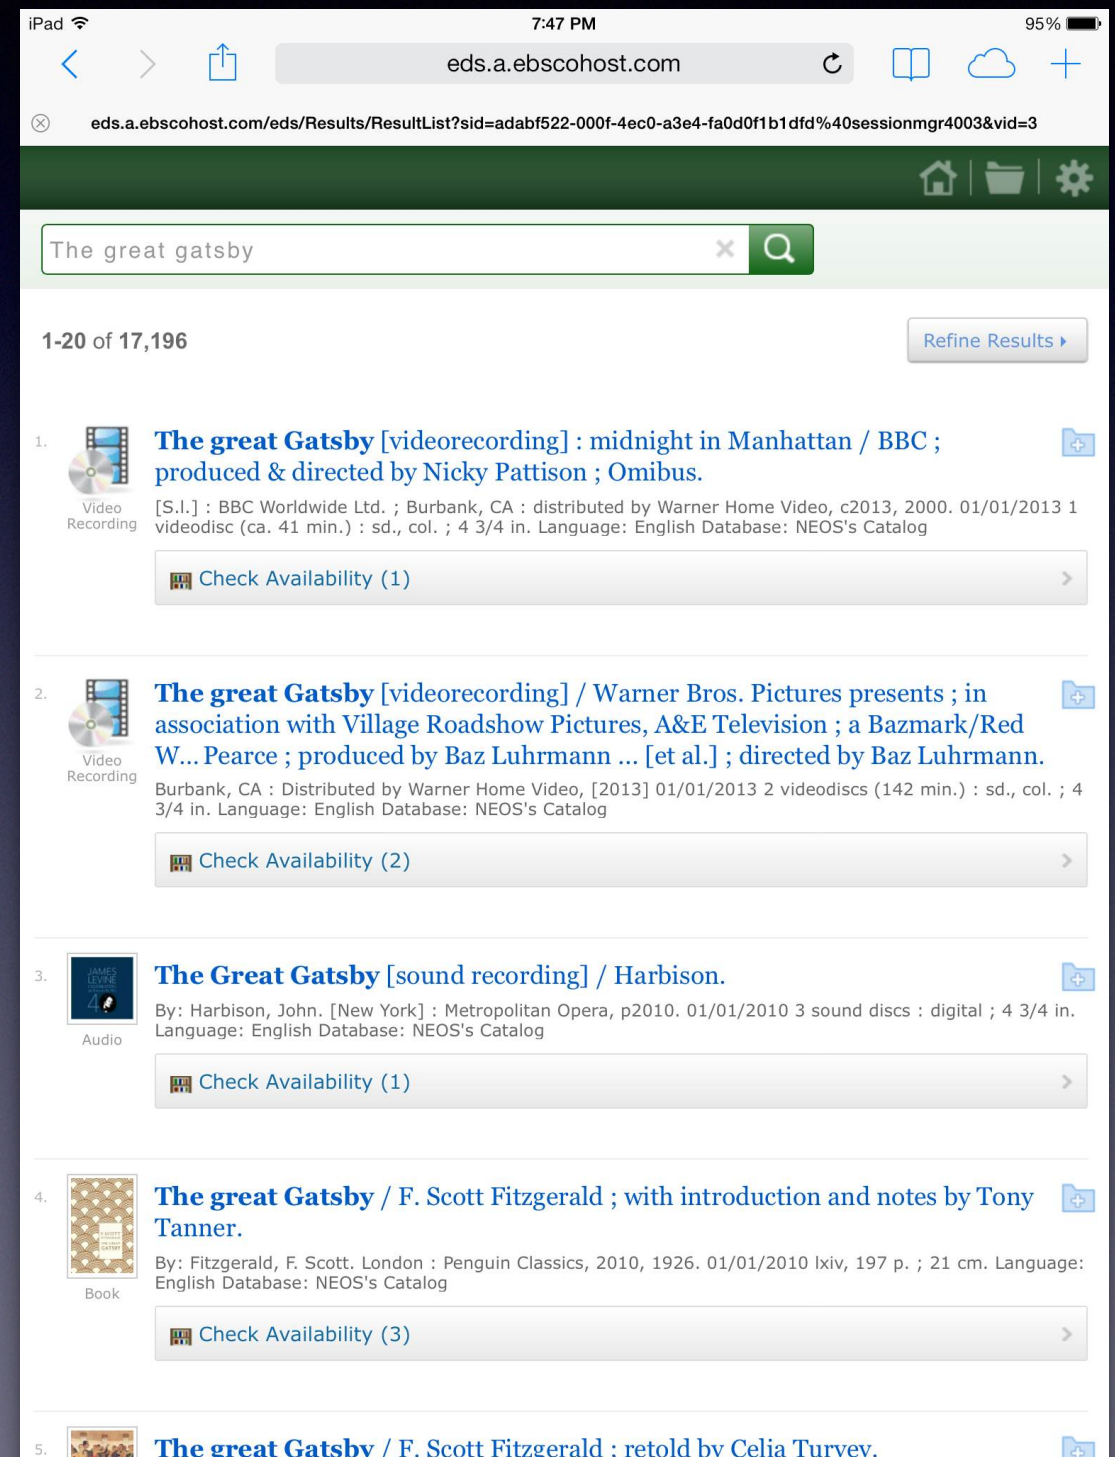 iPad 7:47 PM 95%
eds.a.ebscohost.com
eds.a.ebscohost.com/eds/Results/ResultList?sid=adabf522-000f-4ec0-a3e4-fa0d0f1b1dfd%40sessionmgr4003&vid=3
The great gatsby
1-20 of 17,196
Refine Results
1.
The great Gatsby [videorecording] : midnight in Manhattan / BBC ;
produced & directed by Nicky Pattison ; Omibus.
Video
Recording
[S.l.] : BBC Worldwide Ltd. ; Burbank, CA : distributed by Warner Home Video, c2013, 2000. 01/01/2013 1
videodisc (ca. 41 min.) : sd., col. ; 4 3/4 in. Language: English Database: NEOS's Catalog
Check Availability (1)
2.
The great Gatsby [videorecording] / Warner Bros. Pictures presents ; in
association with Village Roadshow Pictures, A&E Television ; a Bazmark/Red
W... Pearce ; produced by Baz Luhrmann ... [et al.] ; directed by Baz Luhrmann.
Video
Recording
Burbank, CA : Distributed by Warner Home Video, [2013] 01/01/2013 2 videodiscs (142 min.) : sd., col. ; 4
3/4 in. Language: English Database: NEOS's Catalog
Check Availability (2)
3.
JAMES
LEVINE
40
The Great Gatsby [sound recording] / Harbison.
Audio
By: Harbison, John. [New York] : Metropolitan Opera, p2010. 01/01/2010 3 sound discs : digital ; 4 3/4 in.
Language: English Database: NEOS's Catalog
Check Availability (1)
4.
The great Gatsby / F. Scott Fitzgerald ; with introduction and notes by Tony
Tanner.
Book
By: Fitzgerald, F. Scott. London : Penguin Classics, 2010, 1926. 01/01/2010 lxiv, 197 p. ; 21 cm. Language:
English Database: NEOS's Catalog
Check Availability (3)
5.
The great Gatsby / F. Scott Fitzgerald ; retold by Celia Turvey.